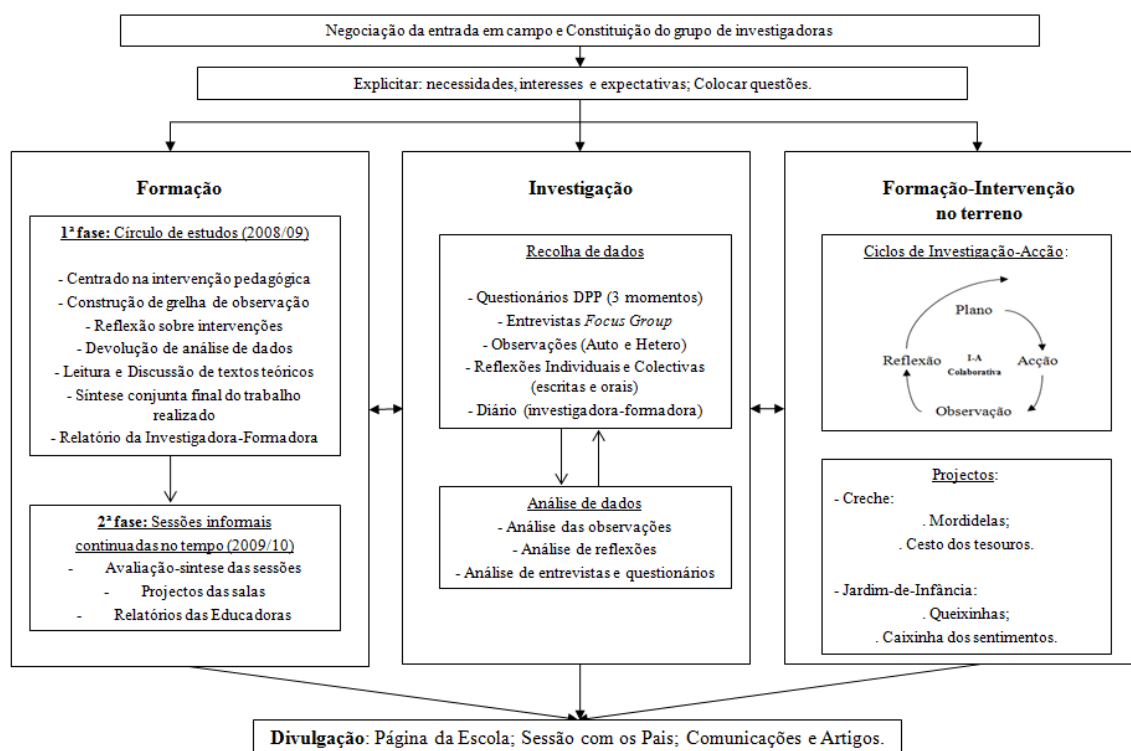 Negociação da entrada em campo e Constituição do grupo de investigadoras
Explicitar: necessidades, interesses e expectativas; Colocar questões.
Formação
1ª fase: Círculo de estudos (2008/09)
- Centrado na intervenção pedagógica
- Construção de grelha de observação
- Reflexão sobre intervenções
- Devolução de análise de dados
- Leitura e Discussão de textos teóricos
- Síntese conjunta final do trabalho
realizado
- Relatório da Investigadora-Formadora
2ª fase: Sessões informais
continuadas no tempo (2009/10)
- Avaliação-sintese das sessões
- Projectos das salas
- Relatórios das Educadoras
Investigação
Recolha de dados
- Questionários DPP (3 momentos)
- Entrevistas Focus Group
- Observações (Auto e Hetero)
- Reflexões Individuais e Colectivas
(escritas e orais)
- Diário (investigadora-formadora)
Análise de dados
- Análise das observações
- Análise de reflexões
- Análise de entrevistas e questionários
Formação-Intervenção
no terreno
Ciclos de Investigação-Acção:
Plano
Reflexão
I-A
Colaborativa
Acção
Observação
Projectos:
- Creche:
. Mordidelas;
. Cesto dos tesouros.
- Jardim-de-Infância:
. Queixinhas;
. Caixinha dos sentimentos.
Divulgação: Página da Escola; Sessão com os Pais; Comunicações e Artigos.